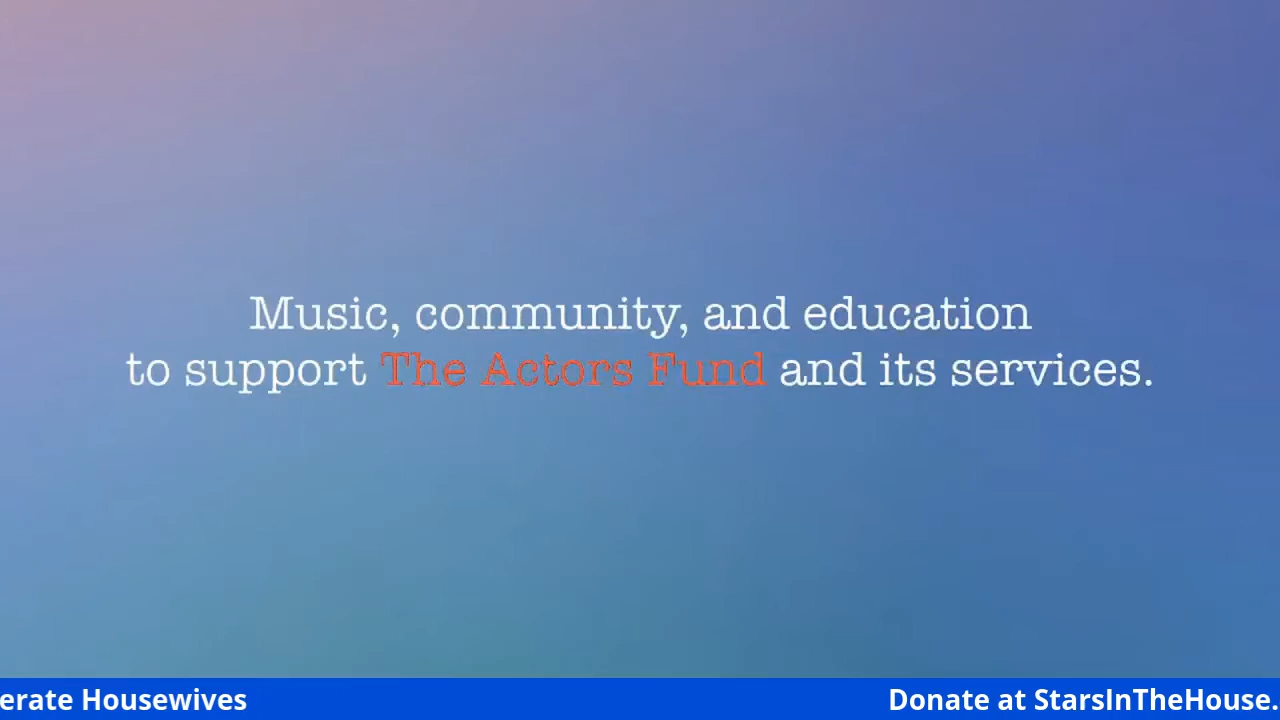 Music, community, and education
to support The Actors Fund and its services.
erate Housewives Donate at StarsInTheHouse.